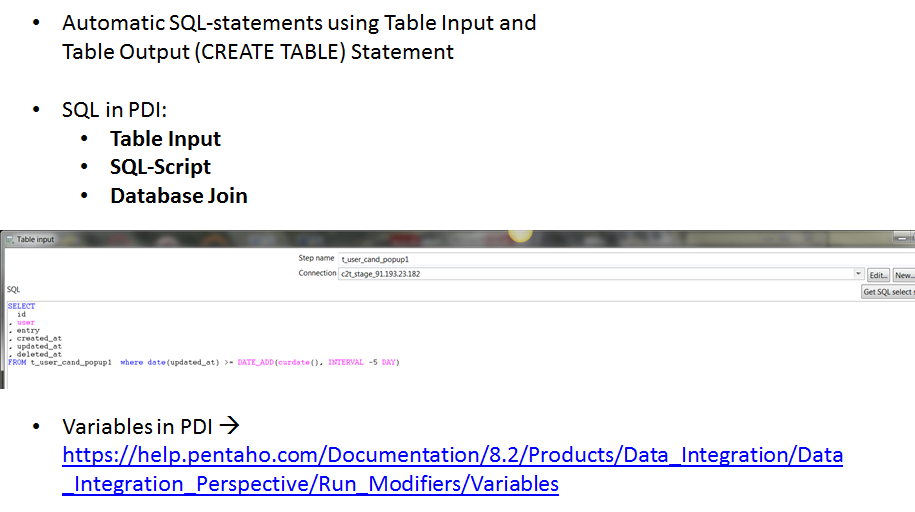 • Automatic SQL-statements using Table Input and
Table Output (CREATE TABLE) Statement
• SQL in PDI:
• Table Input
• SQL-Script
• Database Join
Table input
Step name t_user_cand_popup1
Connection c2t_stage_91.193.23.182 Edit... New...
SQL Get SQL select s
SELECT
id
, user
, entry
, created_at
, updated_at
, deleted_at
FROM t_user_cand_popup1 where date(updated_at) >= DATE_ADD(curdate(), INTERVAL -5 DAY)
• Variables in PDI →
https://help.pentaho.com/Documentation/8.2/Products/Data_Integration/Data
_Integration_Perspective/Run_Modifiers/Variables